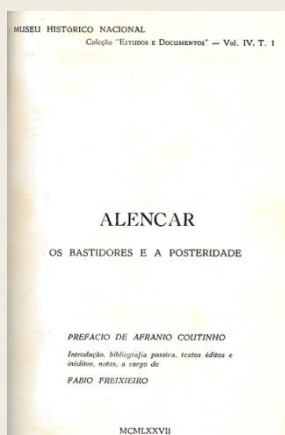 MUSEU HISTÓRICO NACIONAL
Coleção "Estudos e Documentos" — Vol. IV, T. 1
ALENCAR
OS BASTIDORES E A POSTERIDADE
PREFACIO DE AFRANIO COUTINHO
Introdução, bibliografia passiva, textos éditos e
inéditos, notas, a cargo de
FABIO FREIXIEIRO
MCMLXXVII